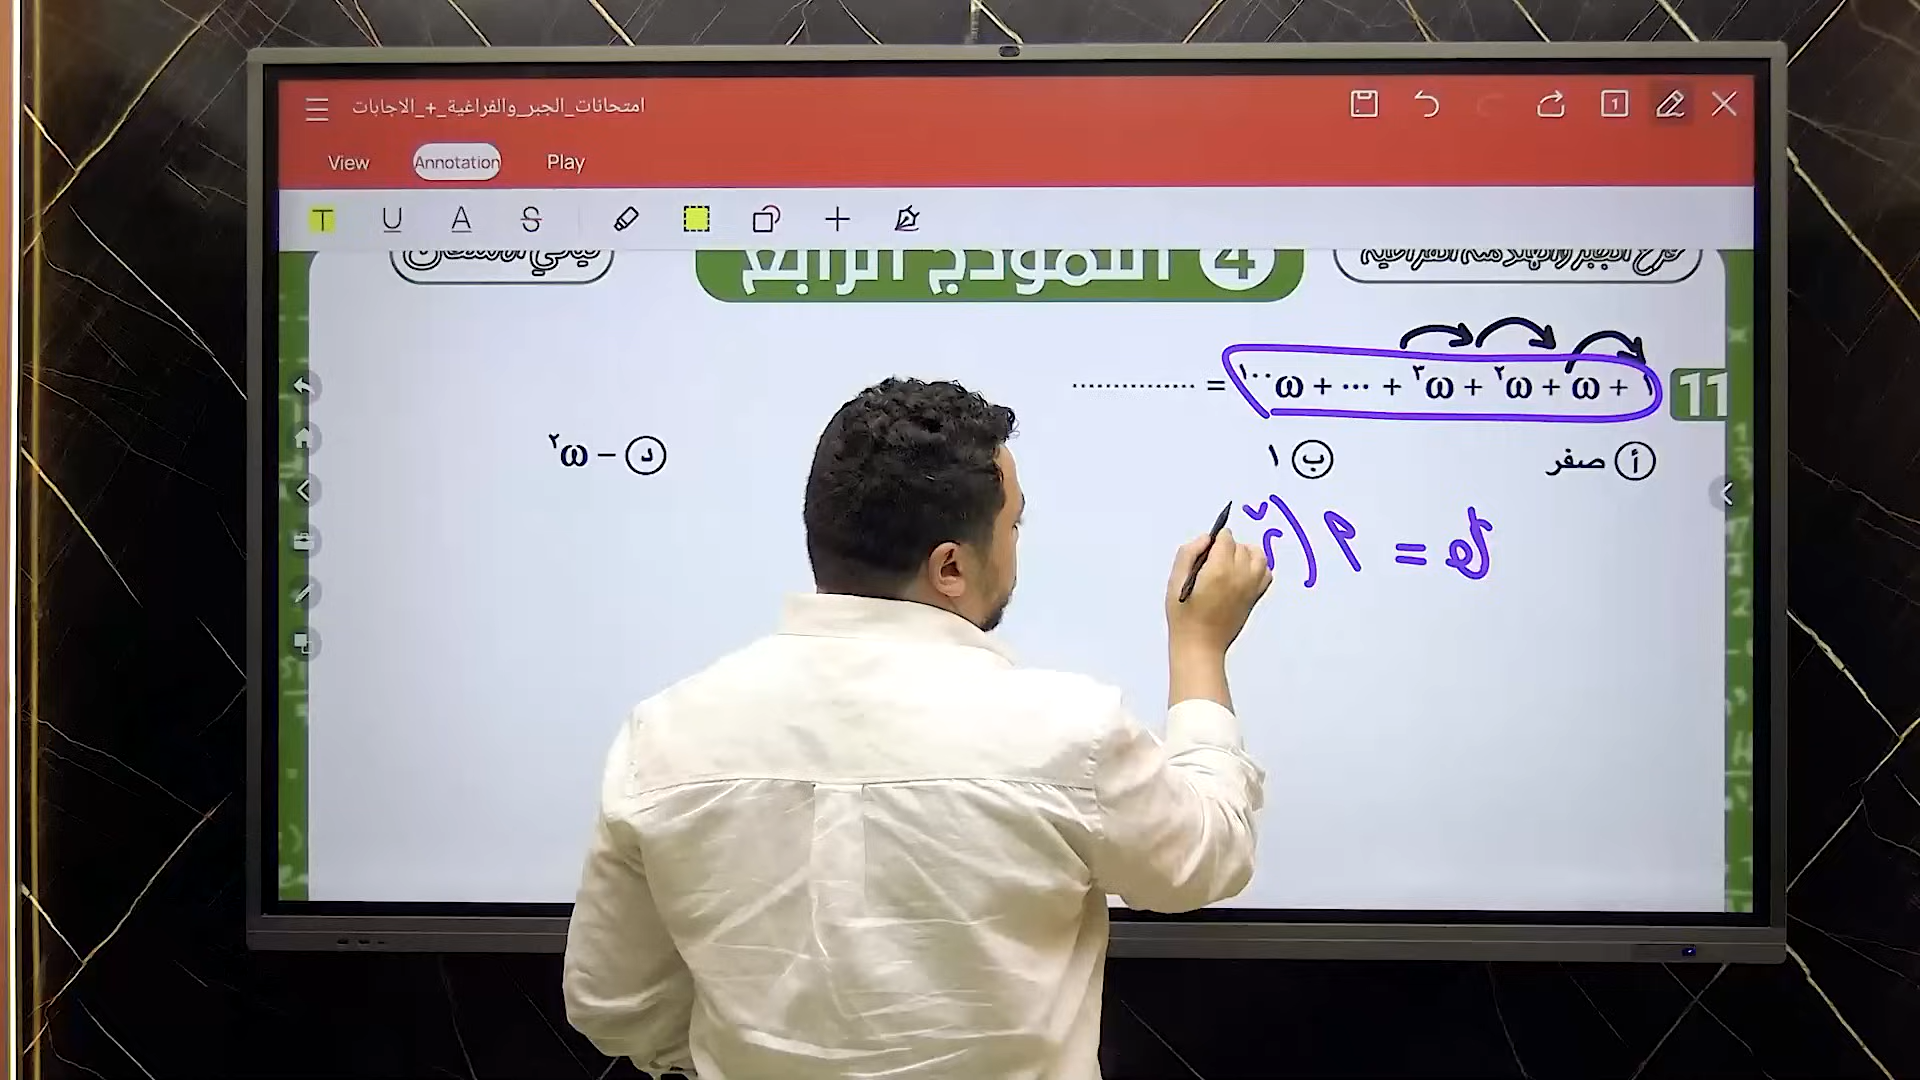 امتحانات_الجبر_والفراغية_+_الاجابات
View Annotation Play
4 النموذج الرابع
11 ١ + ω + ω٢ + ω٣ + ... + ω١٠٠ = ..............
أ صفر
ب ١
د − ω٢